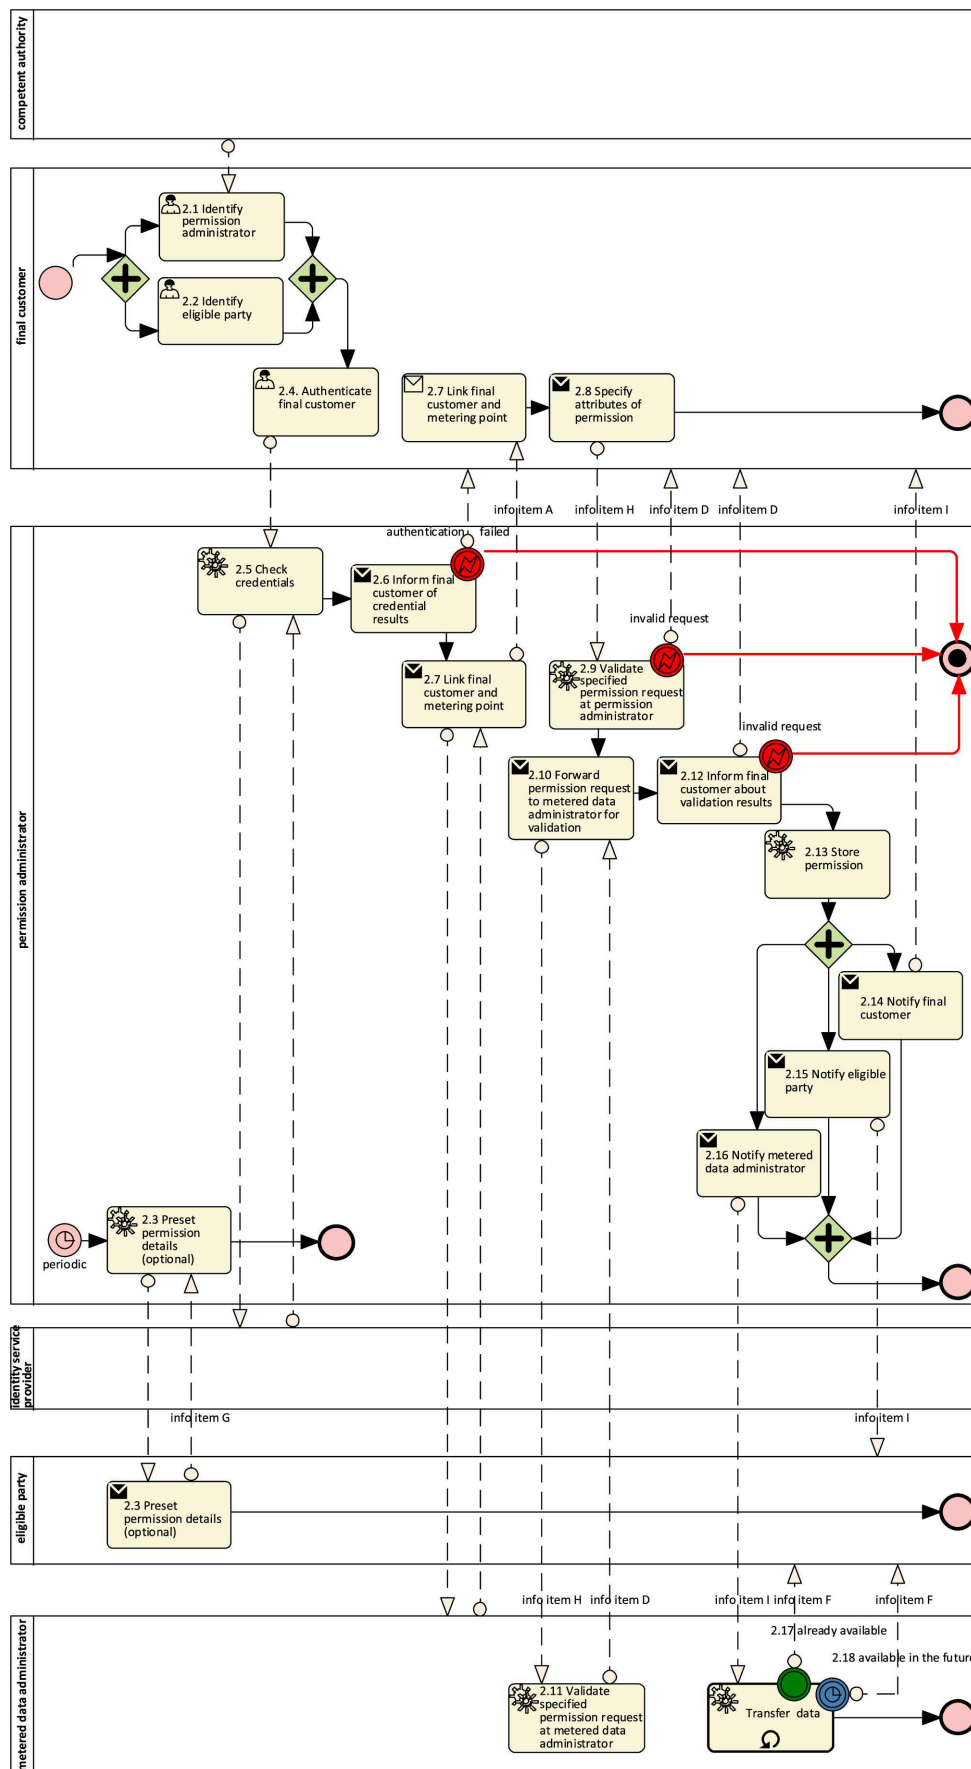 competent authority
final customer
2.1 Identify
permission
administrator
2.2 Identify
eligible party
2.4. Authenticate
final customer
2.7 Link final
customer and
metering point
2.8 Specify
attributes of
permission
info item A
info item H
info item D
info item D
info item I
permission administrator
authentication failed
2.5 Check
credentials
2.6 Inform final
customer of
credential
results
invalid request
2.7 Link final
customer and
metering point
2.9 Validate
specified
permission request
at permission
administrator
invalid request
2.10 Forward
permission request
to metered data
administrator for
validation
2.12 Inform final
customer about
validation results
2.13 Store
permission
2.14 Notify final
customer
2.15 Notify eligible
party
2.16 Notify metered
data administrator
periodic
2.3 Preset
permission
details
(optional)
identity service
provider
info item G
info item I
eligible party
2.3 Preset
permission details
(optional)
info item H
info item D
info item I
info item F
info item F
metered data administrator
2.17 already available
2.18 available in the future
2.11 Validate
specified
permission request
at metered data
administrator
Transfer data